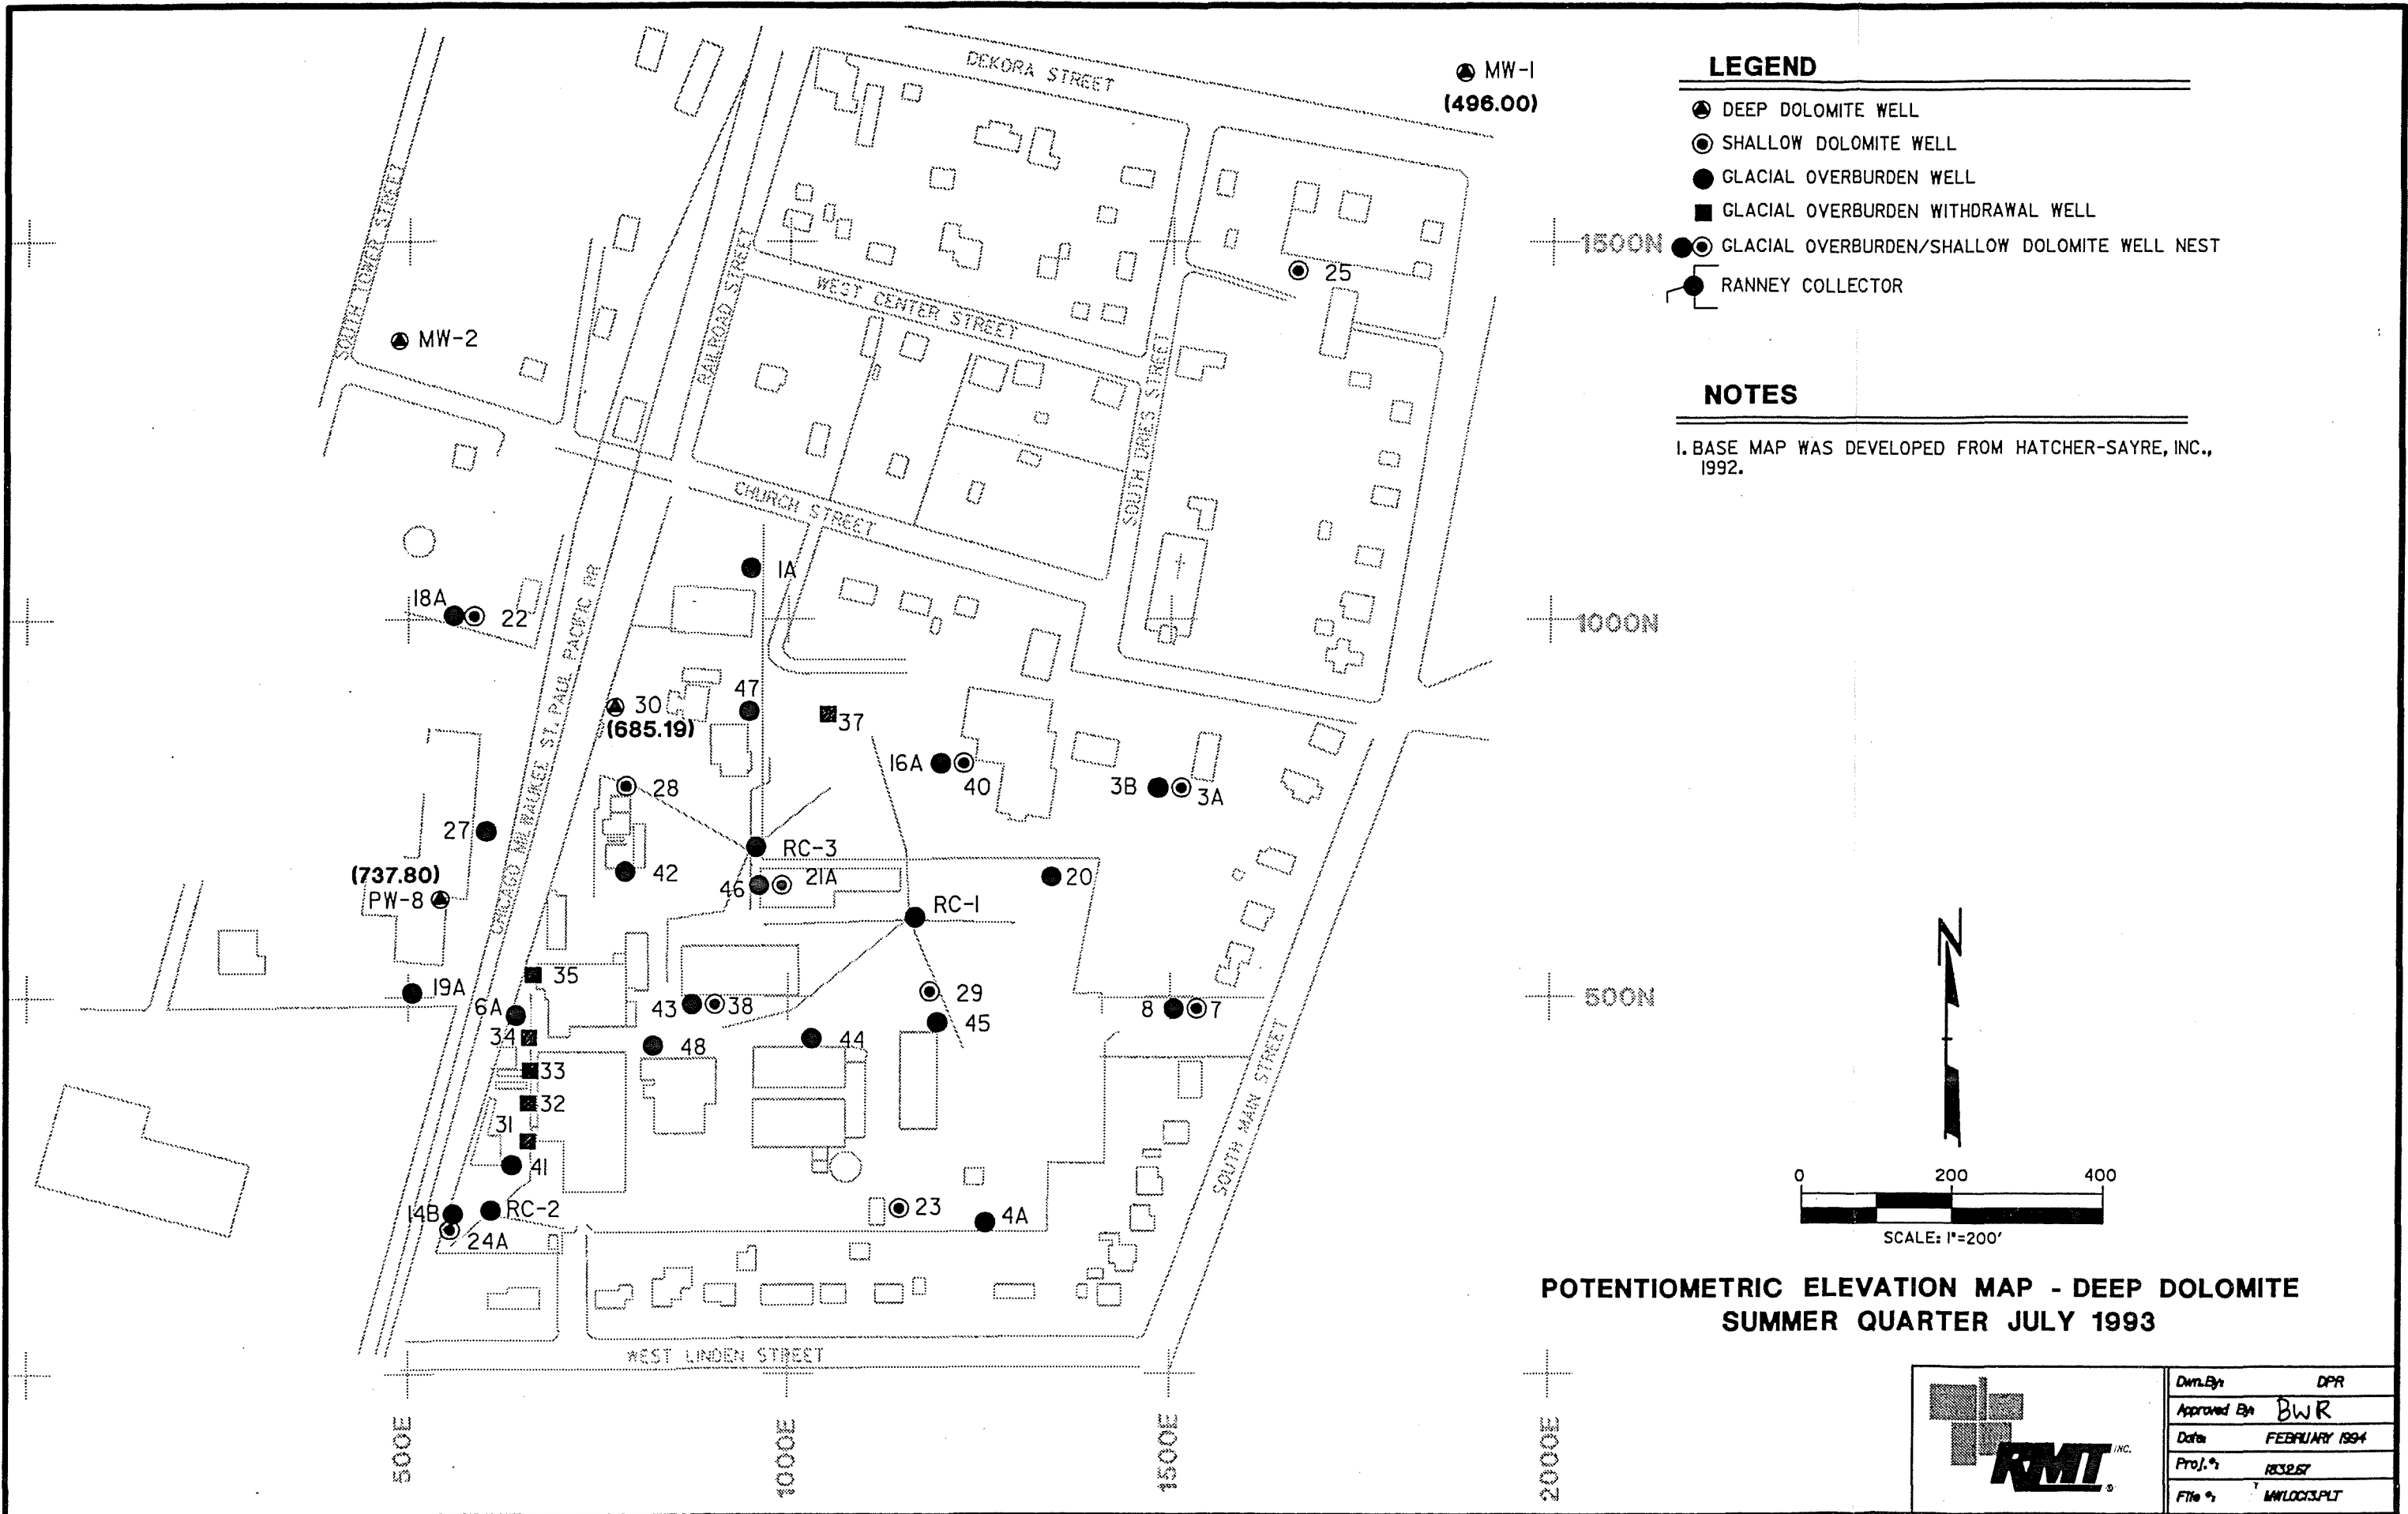 DEKORA STREET
MW-1
(496.00)
LEGEND
DEEP DOLOMITE WELL
SHALLOW DOLOMITE WELL
GLACIAL OVERBURDEN WELL
GLACIAL OVERBURDEN WITHDRAWAL WELL
GLACIAL OVERBURDEN/SHALLOW DOLOMITE WELL NEST
RANNEY COLLECTOR
SOUTH TOWER STREET
RAILROAD STREET
1500N
25
WEST CENTER STREET
MW-2
SOUTH DRIES STREET
NOTES
1. BASE MAP WAS DEVELOPED FROM HATCHER-SAYRE, INC.,
1992.
CHURCH STREET
1A
18A
22
1000N
CHICAGO MILWAUKEE ST. PAUL PACIFIC RR
30
(685.19)
47
37
16A
40
28
3B
3A
27
RC-3
42
(737.80)
PW-8
46
21A
20
RC-1
35
19A
6A
43
38
29
8
7
500N
34
48
44
45
33
32
31
41
SOUTH MAIN STREET
14B
RC-2
24A
23
4A
N
0
200
400
SCALE: 1"=200'
WEST LINDEN STREET
POTENTIOMETRIC ELEVATION MAP - DEEP DOLOMITE
SUMMER QUARTER JULY 1993
500E
1000E
1500E
2000E
RMT INC.
Dwn. By: DPR
Approved By: BWR
Date: FEBRUARY 1994
Proj. #:
File #: